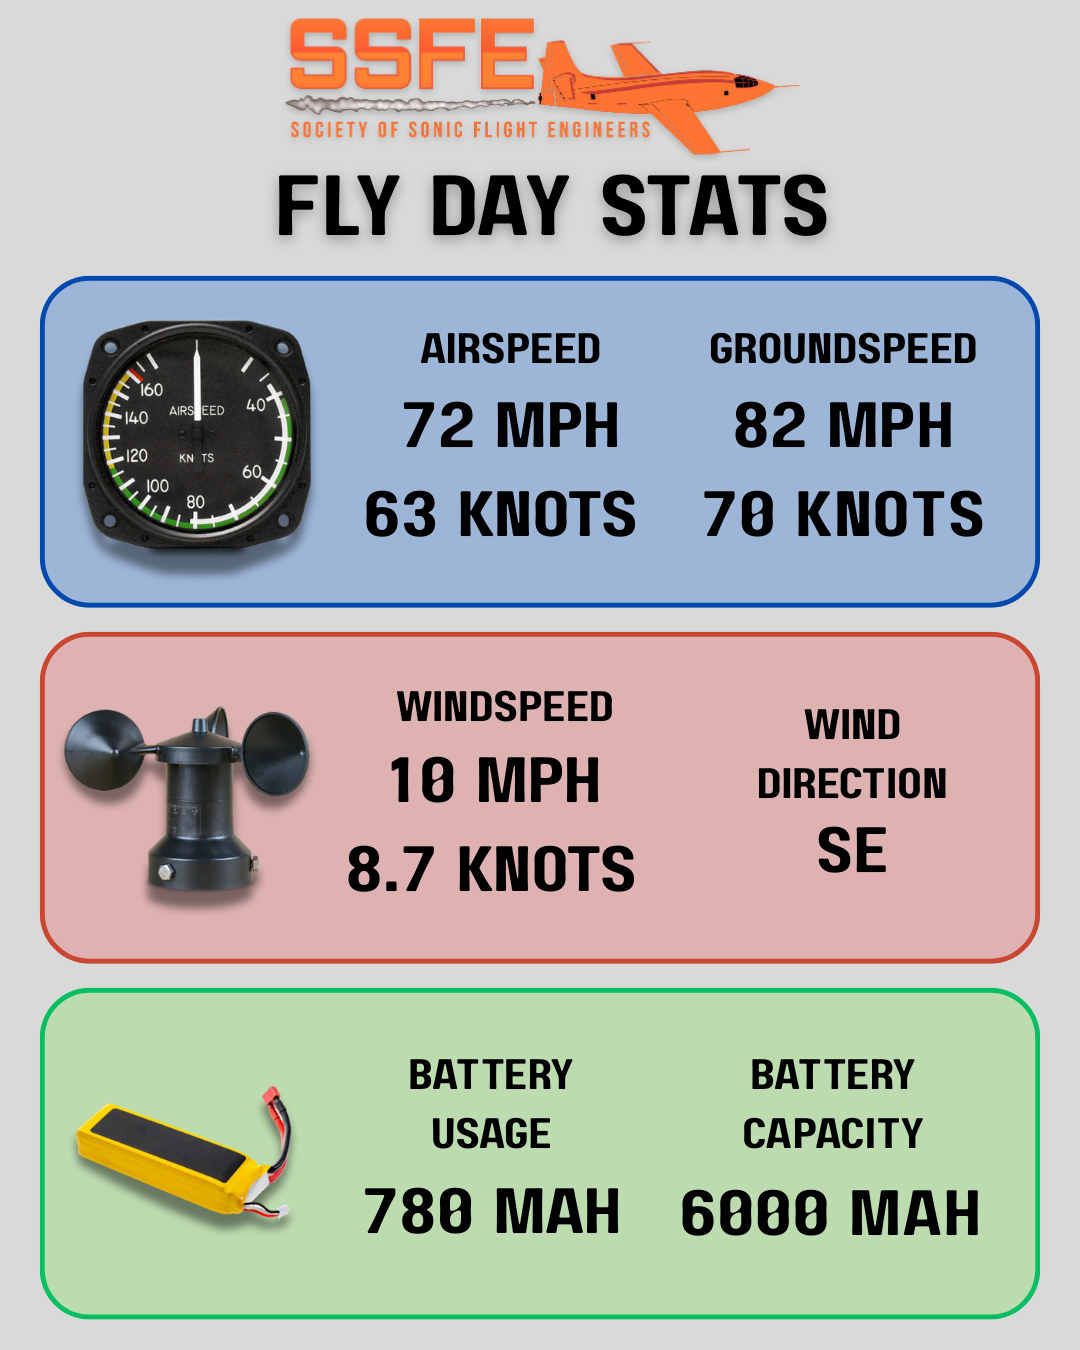 SSFE
SOCIETY OF SONIC FLIGHT ENGINEERS
FLY DAY STATS
160
140
120
100
80
60
40
AIRSPEED
KNOTS
AIRSPEED
72 MPH
63 KNOTS
GROUNDSPEED
82 MPH
70 KNOTS
WINDSPEED
10 MPH
8.7 KNOTS
WIND
DIRECTION
SE
BATTERY
USAGE
780 MAH
BATTERY
CAPACITY
6000 MAH